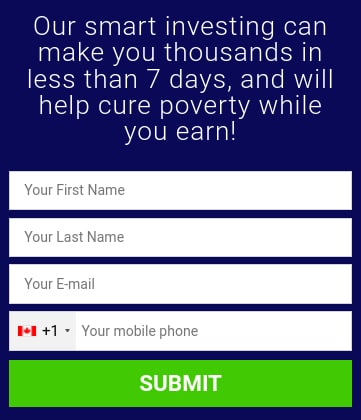 Our smart investing can
make you thousands in
less than 7 days, and will
help cure poverty while
you earn!
Your First Name
Your Last Name
Your E-mail
+1 Your mobile phone
SUBMIT